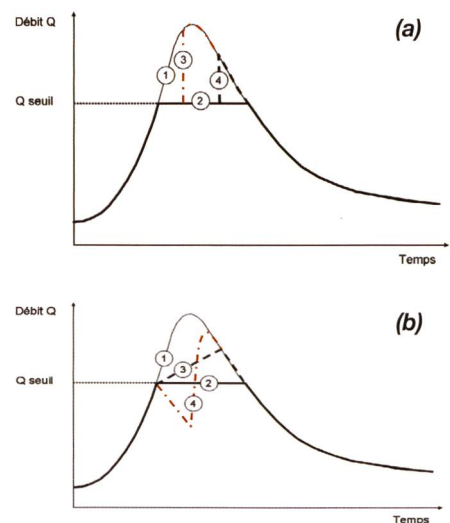 Débit Q
(a)
3
1
4
2
Q seuil
Temps
Débit Q
(b)
1
3
2
Q seuil
4
Temps